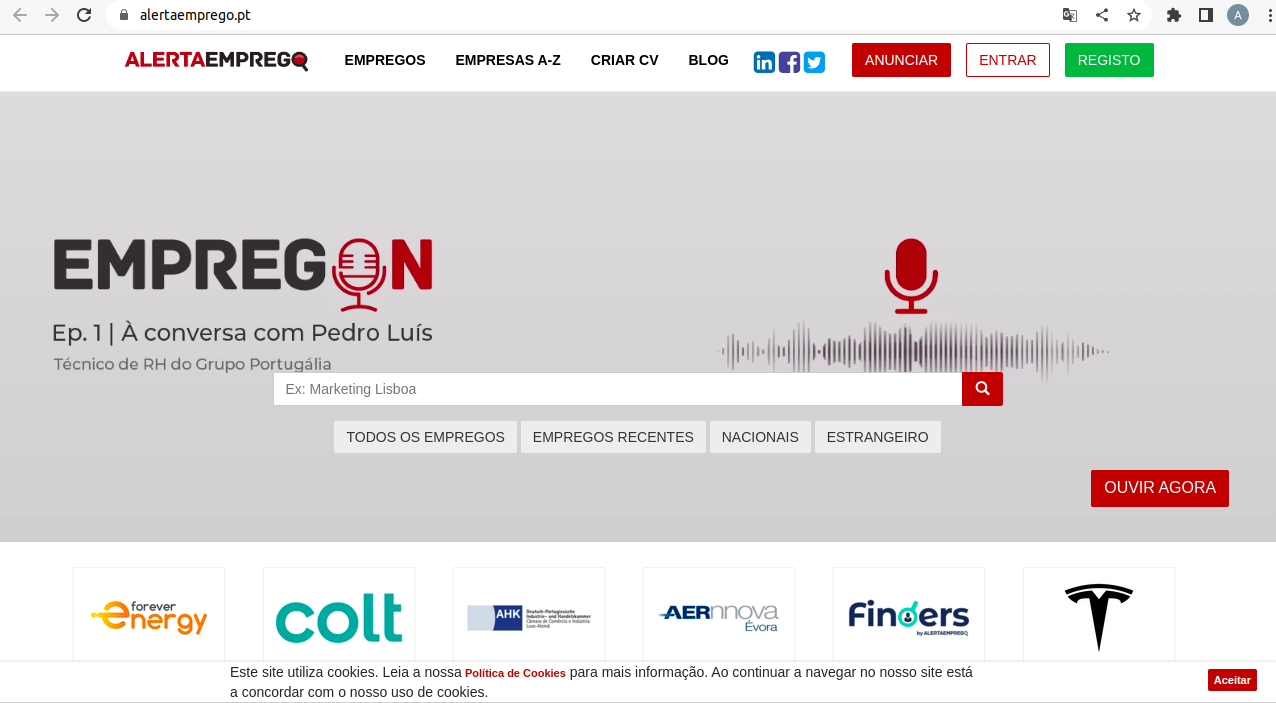 alertaemprego.pt
A
ALERTAEMPREGO
EMPREGOS
EMPRESAS A-Z
CRIAR CV
BLOG
in
f
ANUNCIAR
ENTRAR
REGISTO
EMPREGON
Ep. 1 | À conversa com Pedro Luís
Técnico de RH do Grupo Portugália
Ex: Marketing Lisboa
TODOS OS EMPREGOS
EMPREGOS RECENTES
NACIONAIS
ESTRANGEIRO
OUVIR AGORA
forever
energy
colt
AHK
Deutsch-Portugiesische
Industrie- und Handelskammer
Câmara de Comércio e Indústria
Luso-Alemã
AERnnova
Évora
Finders
by ALERTAEMPREGO
Este site utiliza cookies. Leia a nossa Política de Cookies para mais informação. Ao continuar a navegar no nosso site está
a concordar com o nosso uso de cookies.
Aceitar